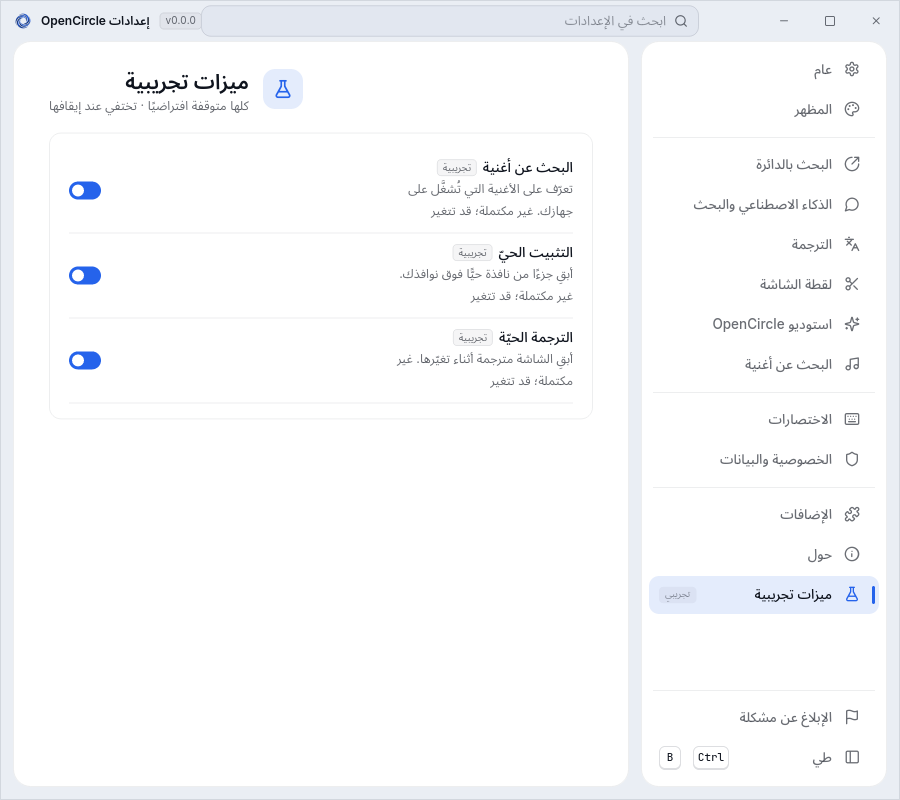 إعدادات OpenCircle
v0.0.0
ابحث في الإعدادات
عام
المظهر
البحث بالدائرة
الذكاء الاصطناعي والبحث
الترجمة
لقطة الشاشة
استوديو OpenCircle
البحث عن أغنية
الاختصارات
الخصوصية والبيانات
الإضافات
حول
ميزات تجريبية تجريبي
الإبلاغ عن مشكلة
طي Ctrl B
ميزات تجريبية
كلها متوقفة افتراضيًا · تختفي عند إيقافها
البحث عن أغنية تجريبية
تعرّف على الأغنية التي تُشغَّل على
جهازك. غير مكتملة؛ قد تتغير
التثبيت الحيّ تجريبية
أبقِ جزءًا من نافذة حيًّا فوق نوافذك.
غير مكتملة؛ قد تتغير
الترجمة الحيّة تجريبية
أبقِ الشاشة مترجمة أثناء تغيّرها. غير
مكتملة؛ قد تتغير